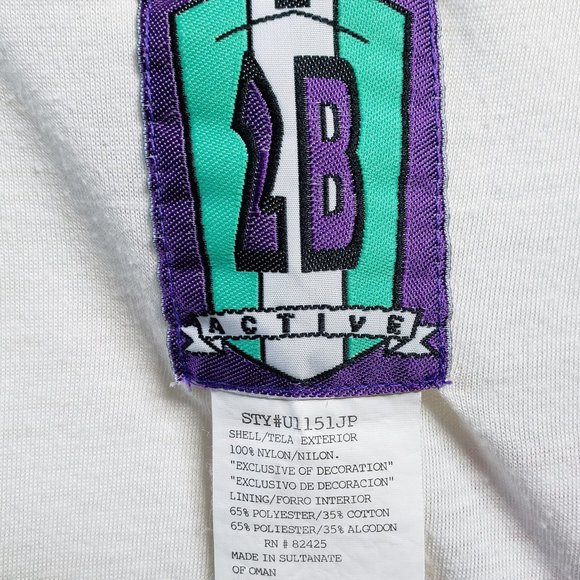 2B
ACTIVE
STY#U1151JP
SHELL/TELA EXTERIOR
100% NYLON/NILON.
"EXCLUSIVE OF DECORATION"
"EXCLUSIVO DE DECORACION"
LINING/FORRO INTERIOR
65% POLYESTER/35% COTTON
65% POLIESTER/35% ALGODON
RN # 82425
MADE IN SULTANATE
OF OMAN